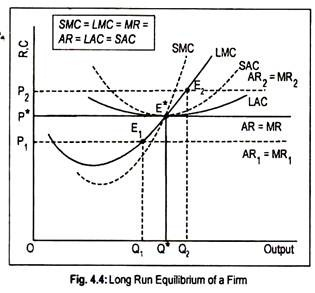 SMC = LMC = MR =
AR = LAC = SAC
R,C
SMC
LMC
SAC
AR₂ = MR₂
P₂
E*
E₂
LAC
P*
AR = MR
E₁
P₁
AR₁ = MR₁
O
Q₁
Q*
Q₂
Output
Fig. 4.4: Long Run Equilibrium of a Firm